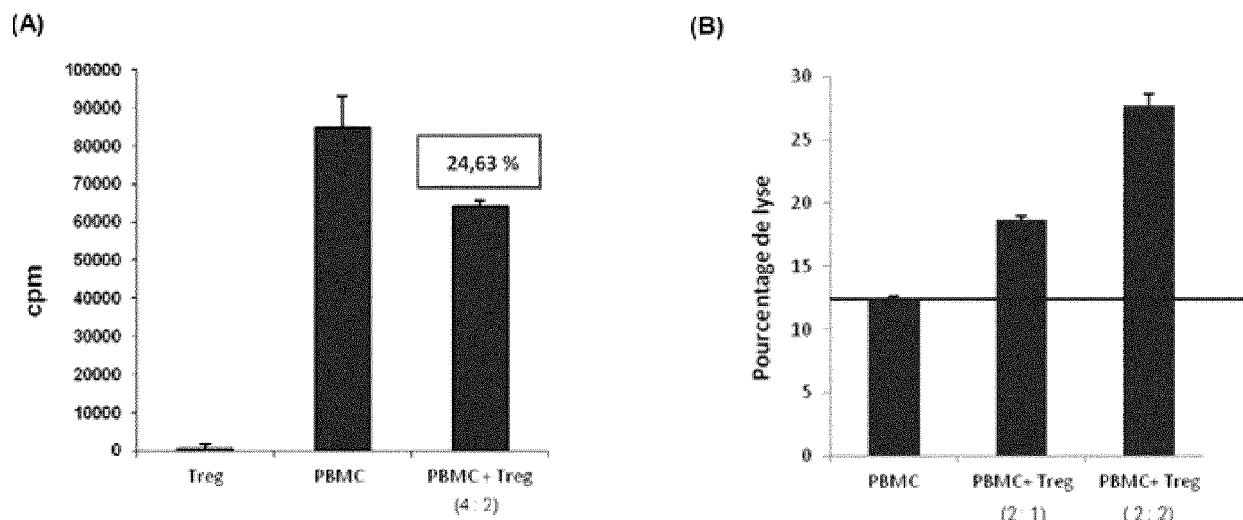 (A)
100000
90000
80000
70000
60000
50000
40000
30000
20000
10000
0
cpm
24,63 %
Treg
PBMC
PBMC + Treg
(4 : 2)
(B)
30
25
20
15
10
5
0
Pourcentage de lyse
PBMC
PBMC+ Treg
(2 : 1)
PBMC+ Treg
( 2 : 2)